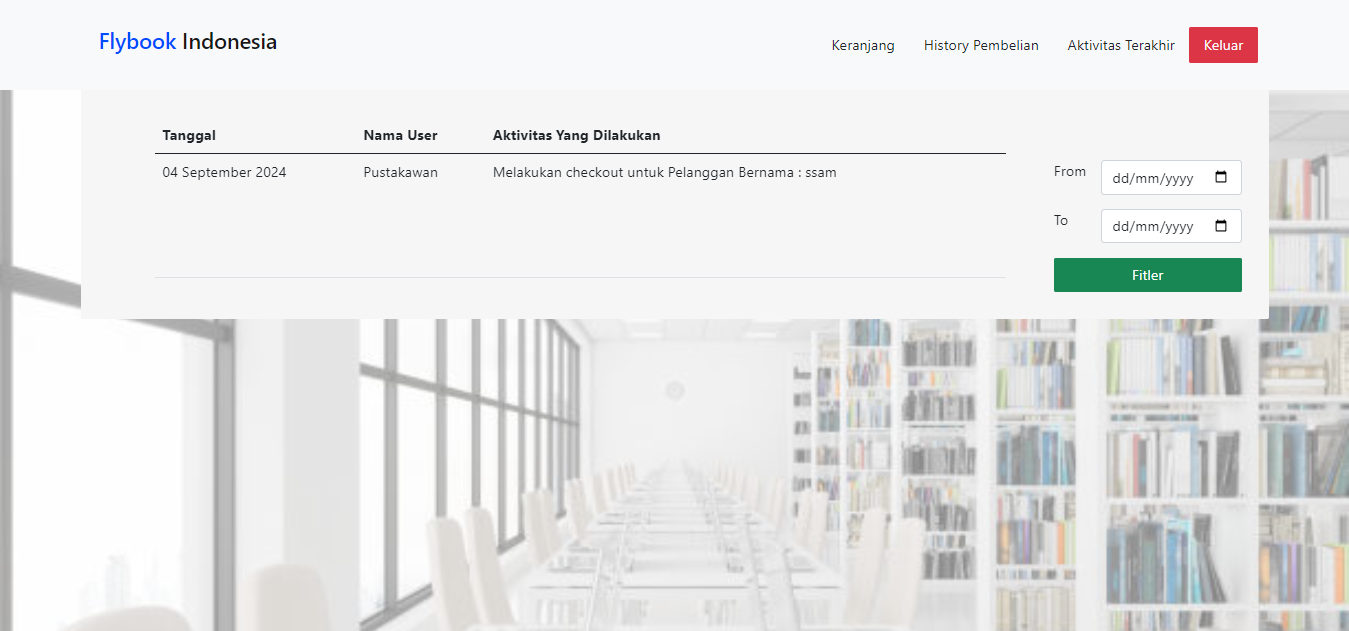 Flybook Indonesia
Keranjang History Pembelian Aktivitas Terakhir Keluar
Tanggal Nama User Aktivitas Yang Dilakukan
04 September 2024 Pustakawan Melakukan checkout untuk Pelanggan Bernama : ssam
From dd/mm/yyyy
To dd/mm/yyyy
Fitler